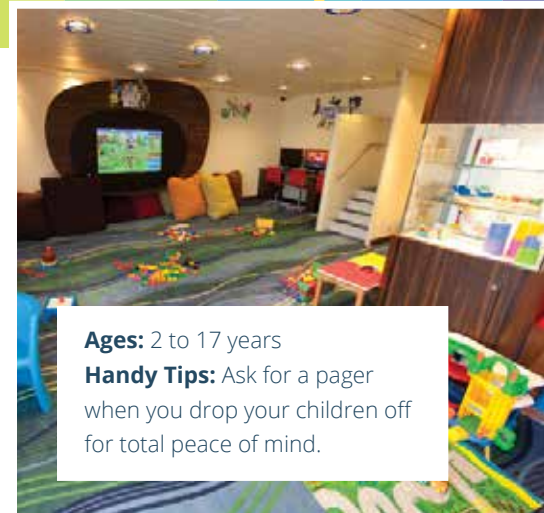 Ages: 2 to 17 years
Handy Tips: Ask for a pager
when you drop your children off
for total peace of mind.